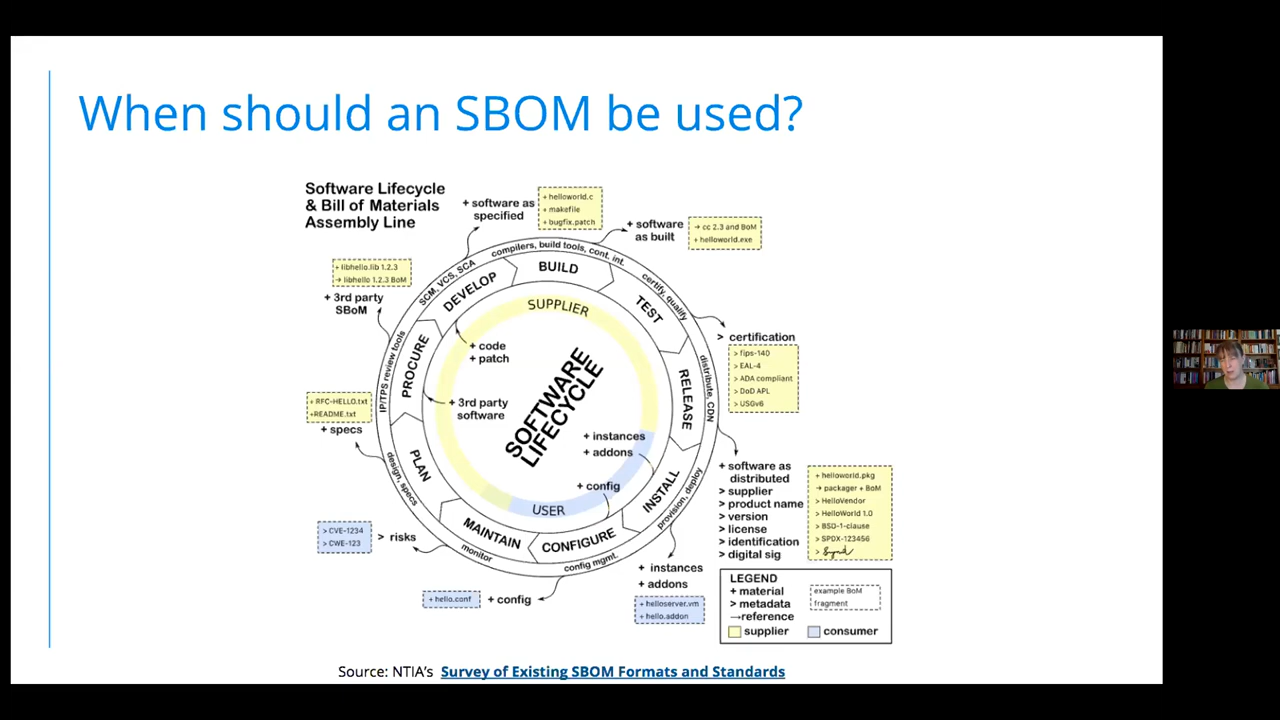 When should an SBOM be used?
Software Lifecycle
& Bill of Materials
Assembly Line
+ software as
specified
+ helloworld.c
+ makefile
+ bugfix.patch
+ software
as built
→ cc 2.3 and BoM
+ helloworld.exe
+ libhello.lib 1.2.3
→ libhello 1.2.3 BoM
+ 3rd party
SBoM
SCM, VCS, SCA
compilers, build tools, cont. int.
certify, qualify
distribute, CDN
provision, deploy
config mgmt.
monitor
design, specs
IP/TPS review tools
DEVELOP
BUILD
TEST
RELEASE
INSTALL
CONFIGURE
MAINTAIN
PLAN
PROCURE
SUPPLIER
+ code
+ patch
+ 3rd party
software
SOFTWARE
LIFECYCLE
+ instances
+ addons
+ config
USER
> certification
> fips-140
> EAL-4
> ADA compliant
> DoD APL
> USGv6
+ RFC-HELLO.txt
+README.txt
+ specs
+ software as
distributed
> supplier
> product name
> version
> license
> identification
> digital sig
+ helloworld.pkg
→ packager + BoM
> HelloVendor
> HelloWorld 1.0
> BSD-1-clause
> SPDX-123456
>
> CVE-1234
> CWE-123
> risks
+ hello.conf
+ config
+ instances
+ addons
+ helloserver.vm
+ hello.addon
LEGEND
+ material
> metadata
→reference
example BoM
fragment
supplier
consumer
Source: NTIA's Survey of Existing SBOM Formats and Standards